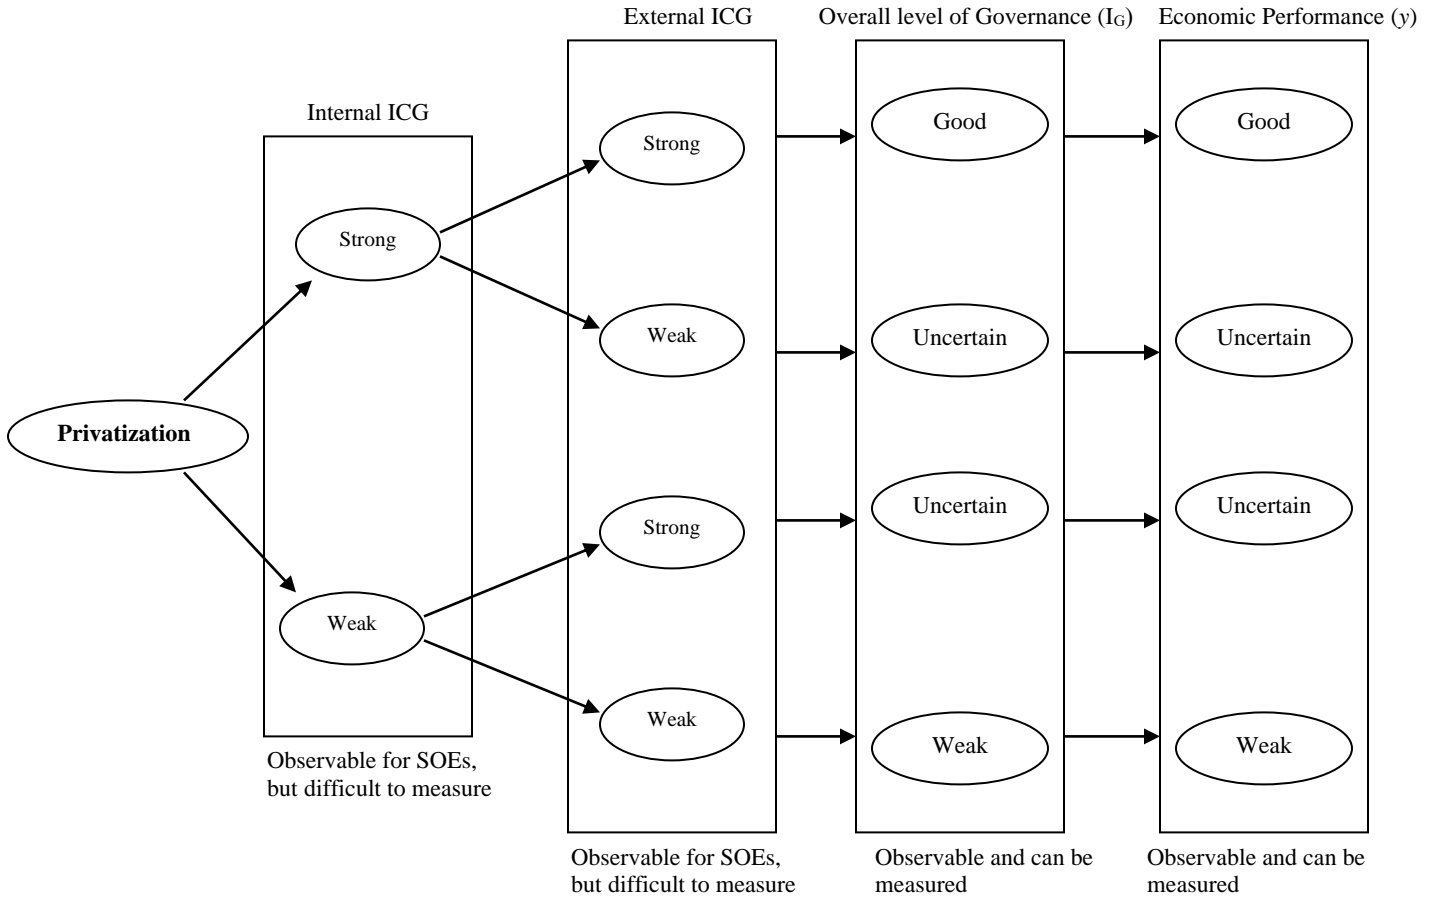 External ICG
Overall level of Governance (IG)
Economic Performance (y)
Internal ICG
Good
Good
Strong
Strong
Weak
Uncertain
Uncertain
Privatization
Strong
Uncertain
Uncertain
Weak
Weak
Weak
Weak
Observable for SOEs,
but difficult to measure
Observable for SOEs,
but difficult to measure
Observable and can be
measured
Observable and can be
measured